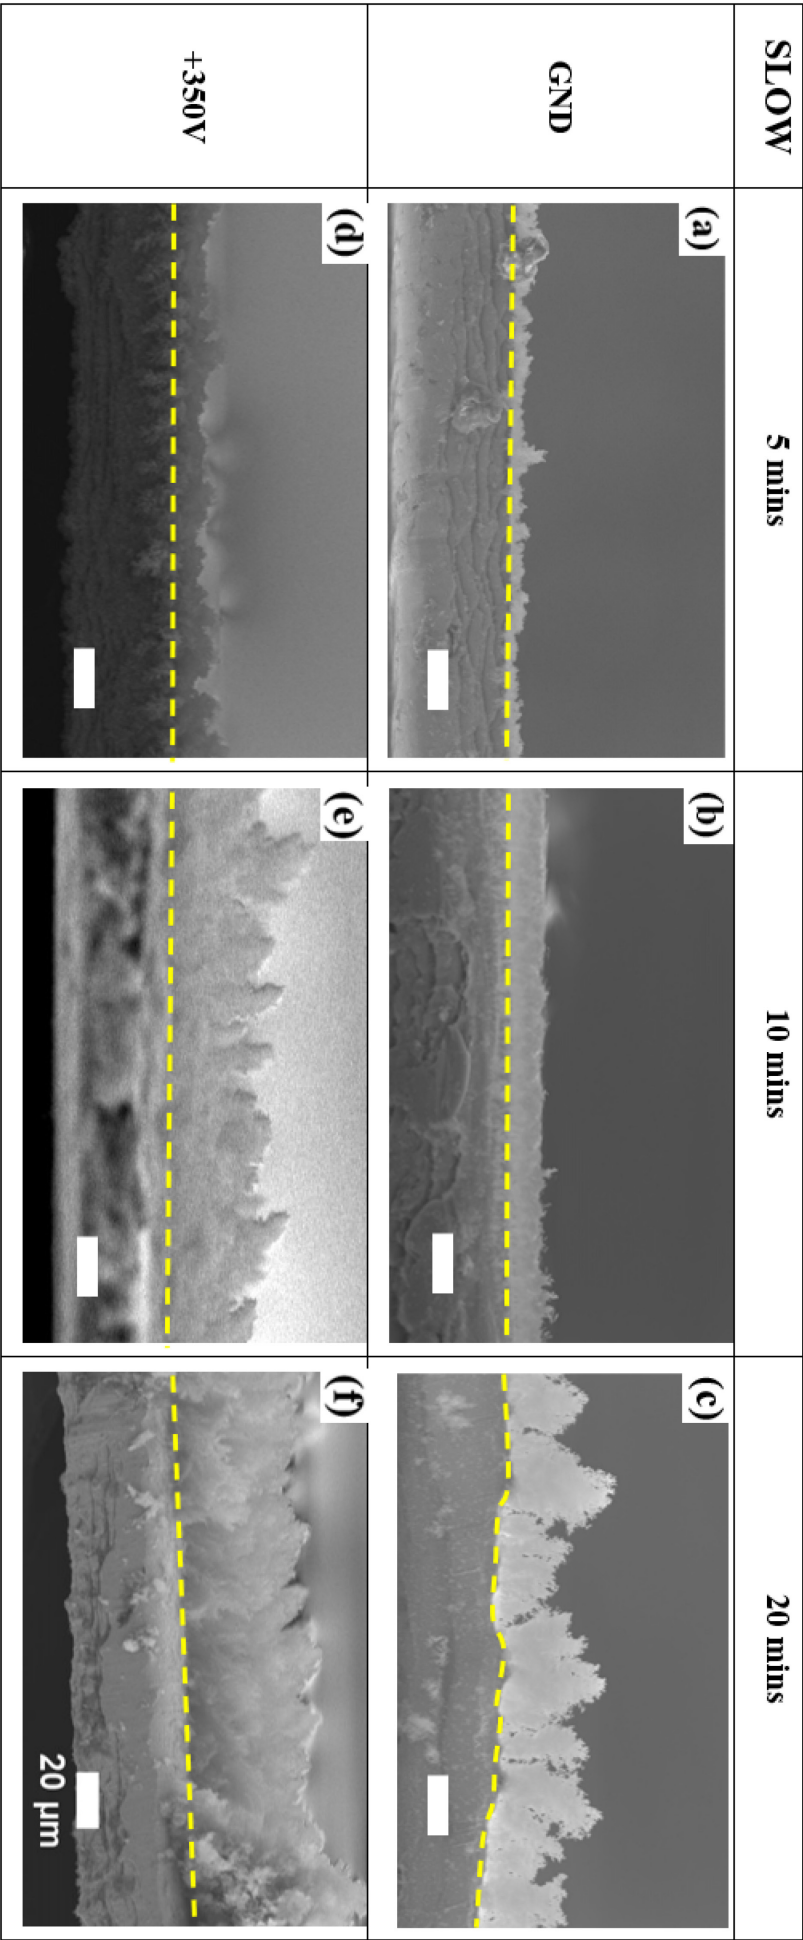 SLOW
5 mins
10 mins
20 mins
GND
(a)
(b)
(c)
+350V
(d)
(e)
(f)
20 µm